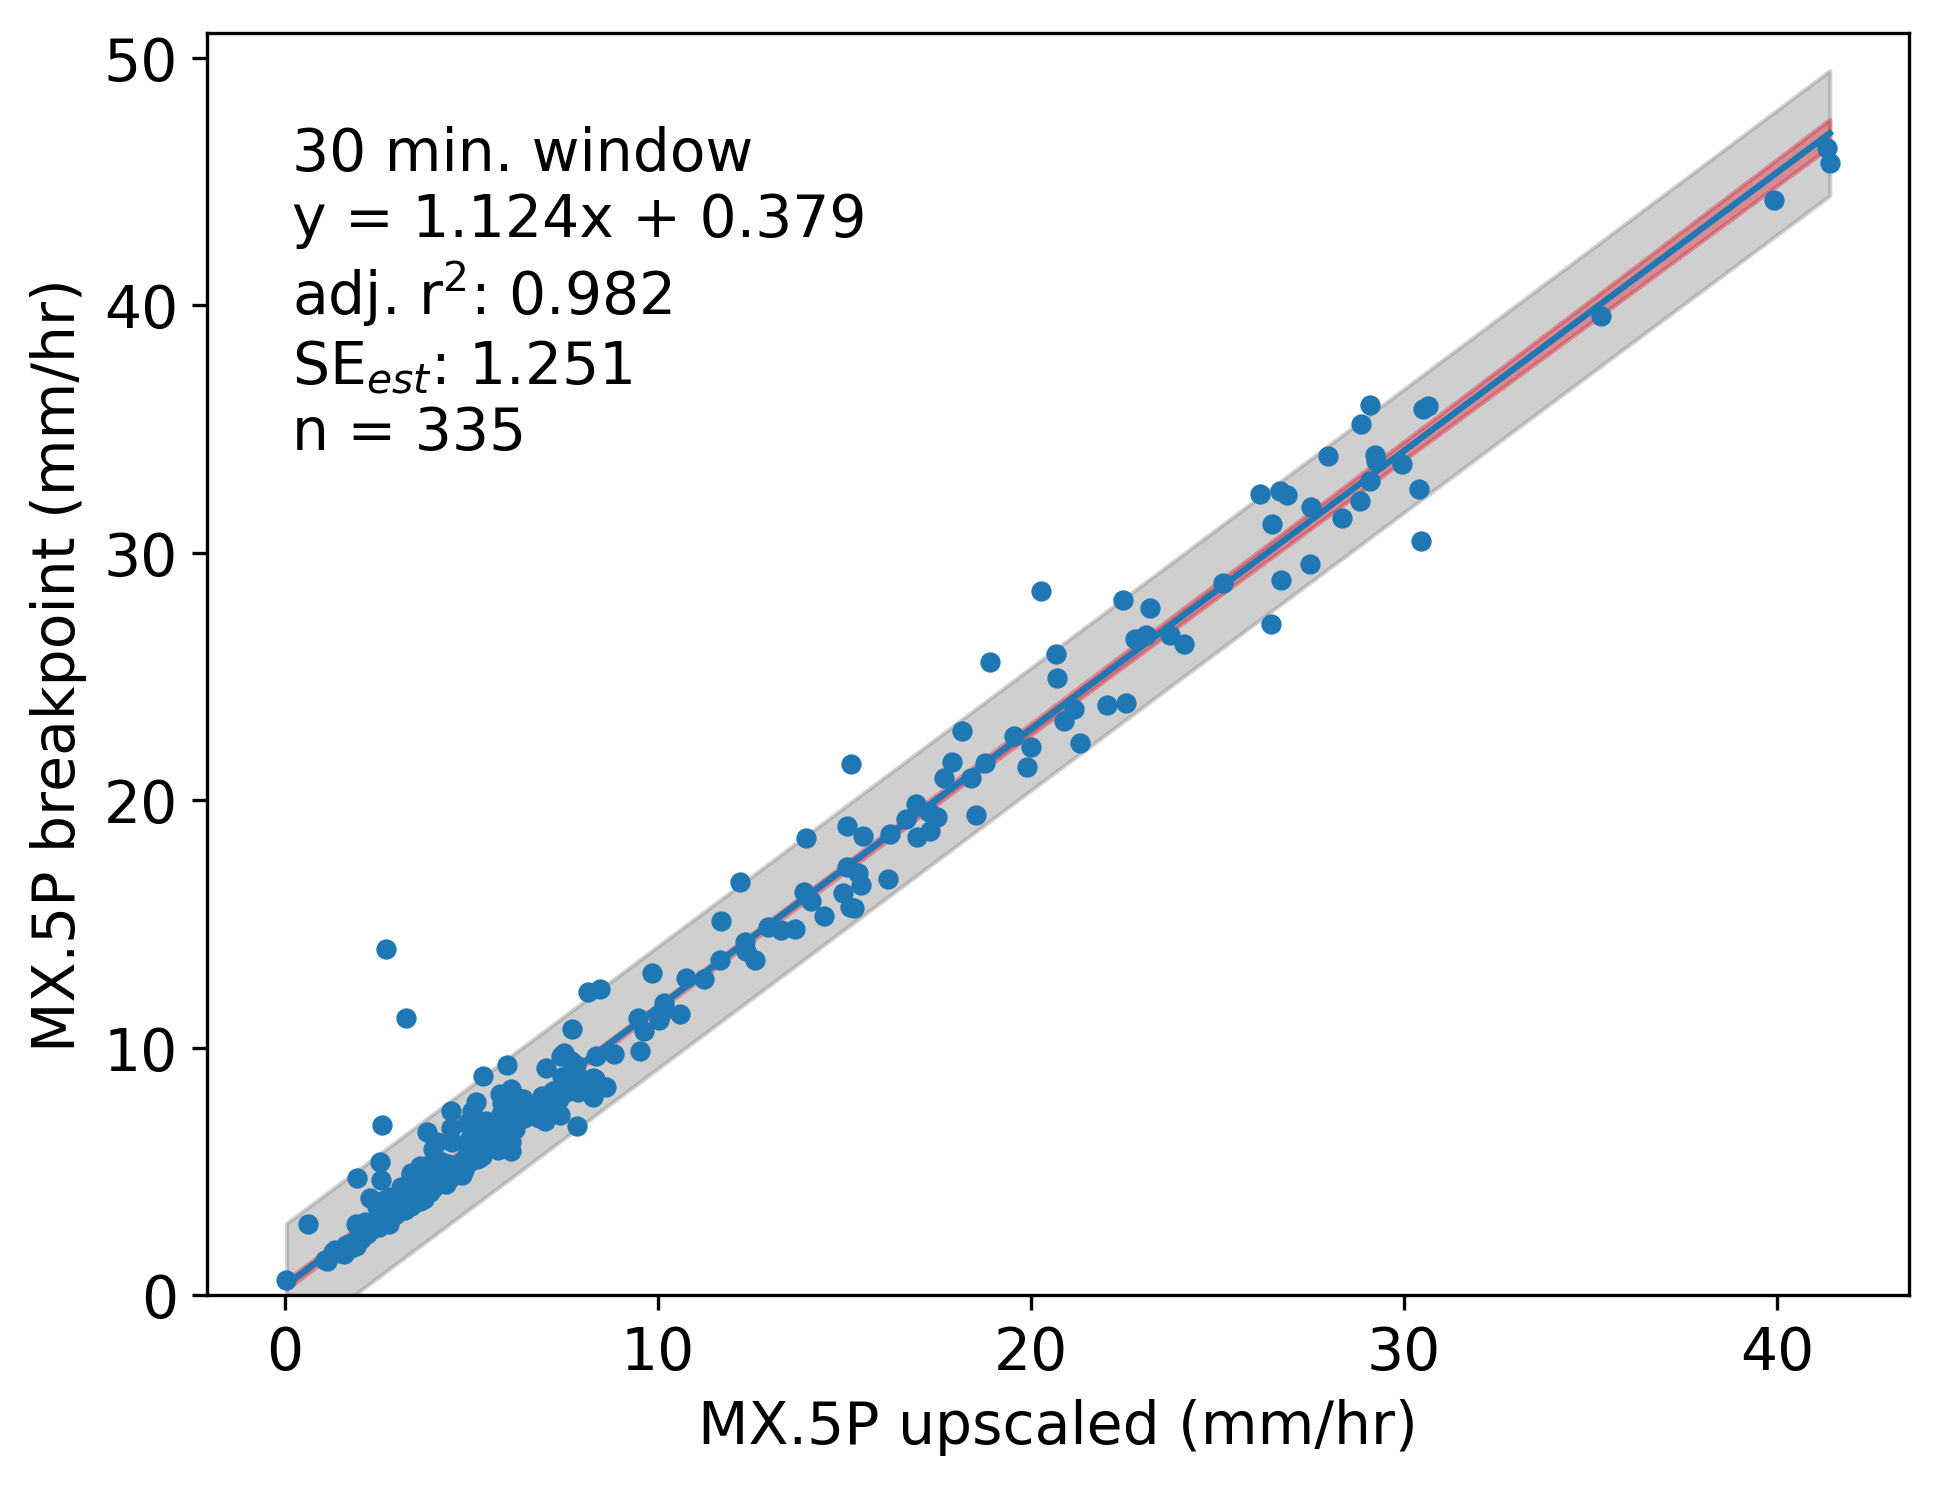 50
40
30
20
10
0
MX.5P breakpoint (mm/hr)
30 min. window
y = 1.124x + 0.379
adj. r²: 0.982
SEest: 1.251
n = 335
0 10 20 30 40
MX.5P upscaled (mm/hr)